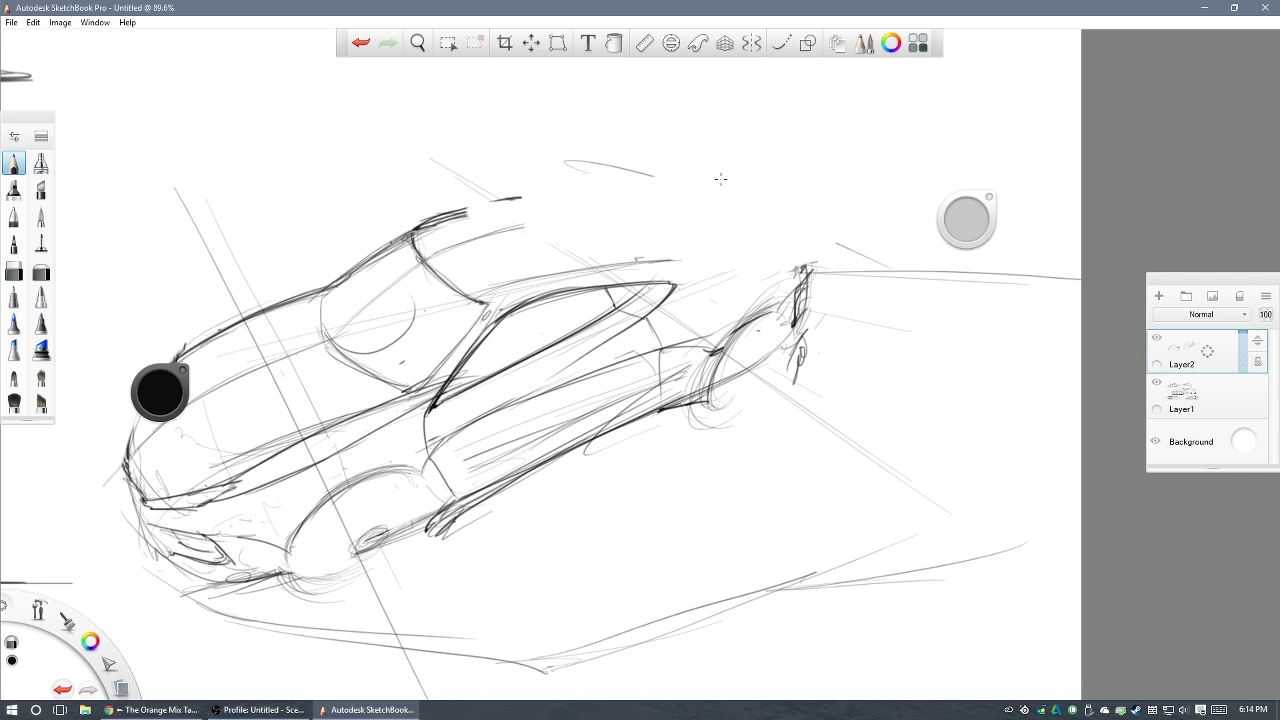 Autodesk SketchBook Pro - Untitled @ 89.6%
File Edit Image Window Help
T
Normal 100
Layer2
Layer1
Background
The Orange Mix Ta...
Profile: Untitled - Sce...
Autodesk SketchBook...
6:14 PM